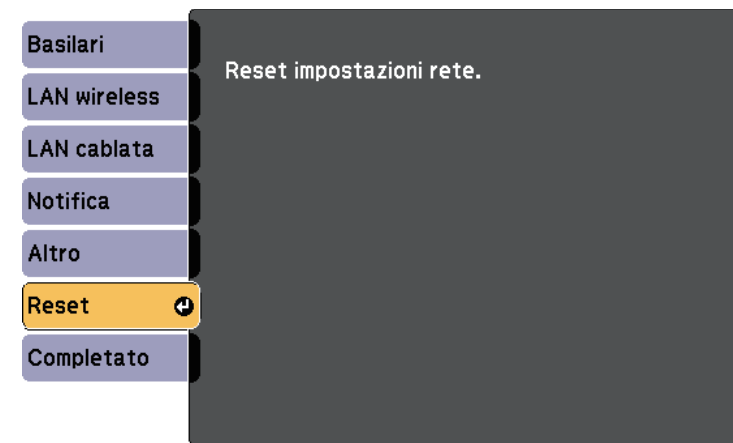 Basilari
LAN wireless
LAN cablata
Notifica
Altro
Reset
Completato
Reset impostazioni rete.